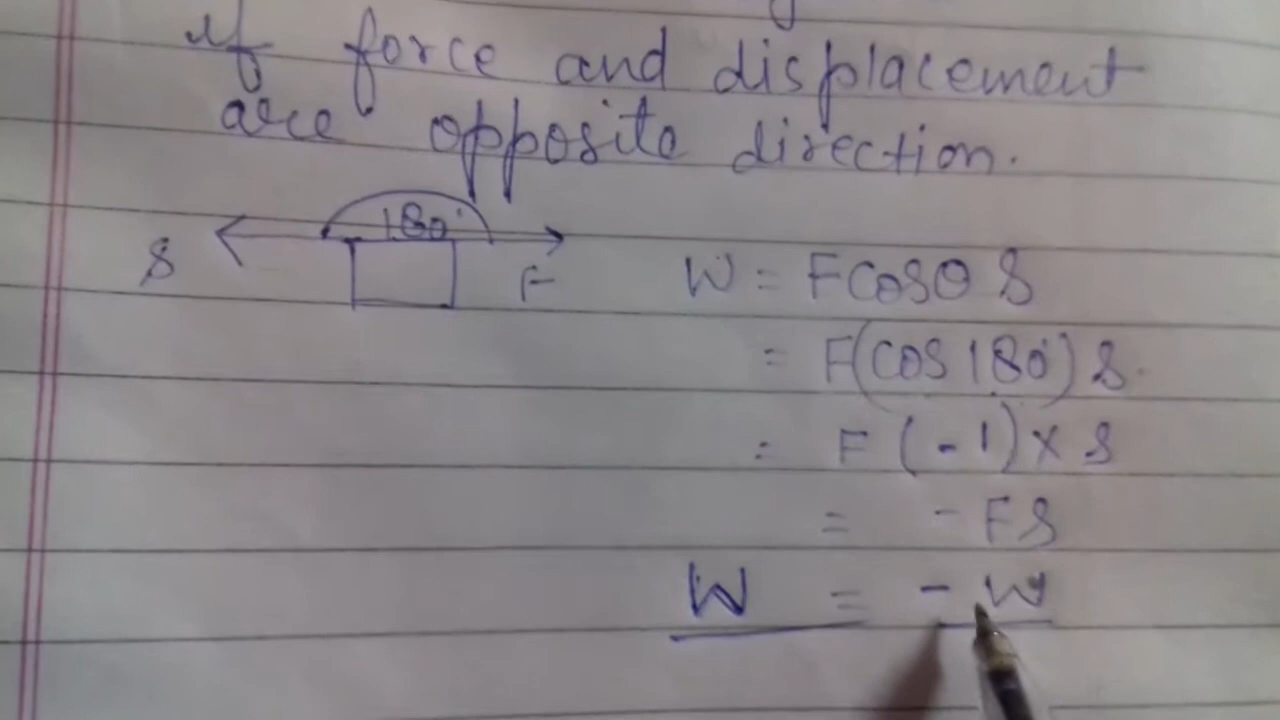 if force and displacement
are opposite direction.
180°
S F
W = F cosθ S
= F(cos 180°) S.
= F (-1) × S
= - FS
W = - W